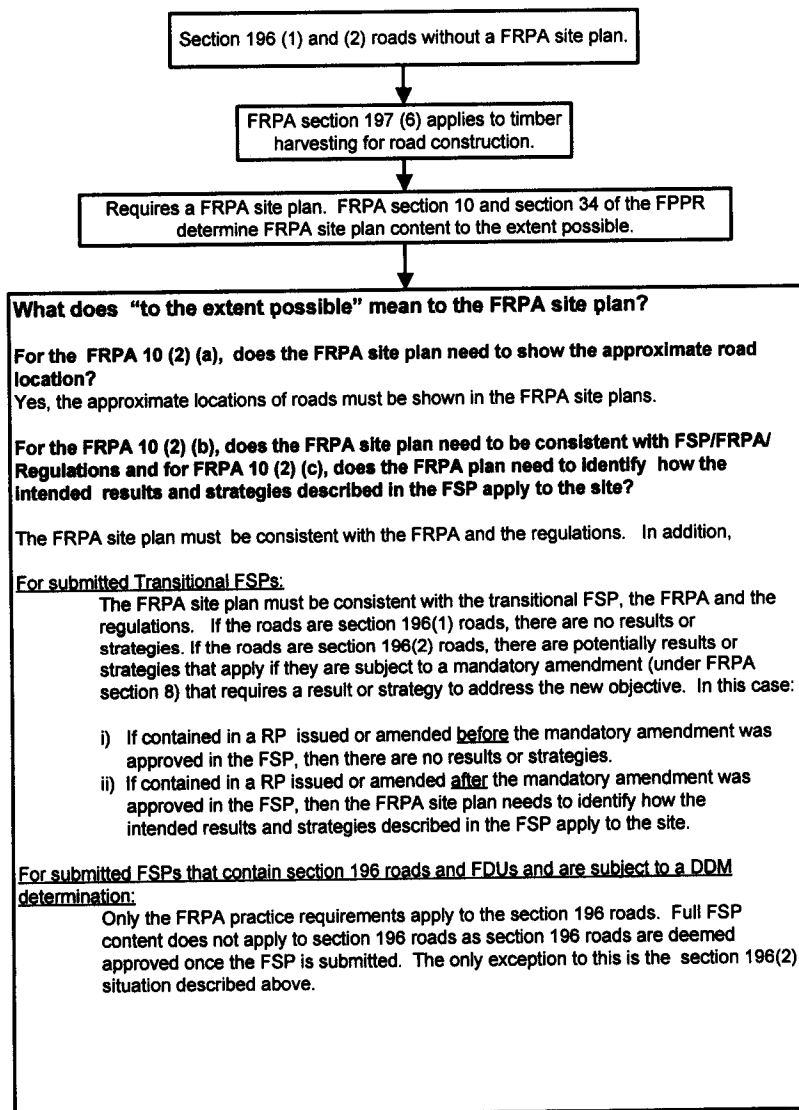 Section 196 (1) and (2) roads without a FRPA site plan.
FRPA section 197 (6) applies to timber
harvesting for road construction.
Requires a FRPA site plan. FRPA section 10 and section 34 of the FPPR
determine FRPA site plan content to the extent possible.
What does "to the extent possible" mean to the FRPA site plan?
For the FRPA 10 (2) (a), does the FRPA site plan need to show the approximate road
location?
Yes, the approximate locations of roads must be shown in the FRPA site plans.
For the FRPA 10 (2) (b), does the FRPA site plan need to be consistent with FSP/FRPA/
Regulations and for FRPA 10 (2) (c), does the FRPA plan need to identify how the
intended results and strategies described in the FSP apply to the site?
The FRPA site plan must be consistent with the FRPA and the regulations. In addition,
For submitted Transitional FSPs:
The FRPA site plan must be consistent with the transitional FSP, the FRPA and the
regulations. If the roads are section 196(1) roads, there are no results or
strategies. If the roads are section 196(2) roads, there are potentially results or
strategies that apply if they are subject to a mandatory amendment (under FRPA
section 8) that requires a result or strategy to address the new objective. In this case:
i) If contained in a RP issued or amended before the mandatory amendment was
approved in the FSP, then there are no results or strategies.
ii) If contained in a RP issued or amended after the mandatory amendment was
approved in the FSP, then the FRPA site plan needs to identify how the
intended results and strategies described in the FSP apply to the site.
For submitted FSPs that contain section 196 roads and FDUs and are subject to a DDM
determination:
Only the FRPA practice requirements apply to the section 196 roads. Full FSP
content does not apply to section 196 roads as section 196 roads are deemed
approved once the FSP is submitted. The only exception to this is the section 196(2)
situation described above.